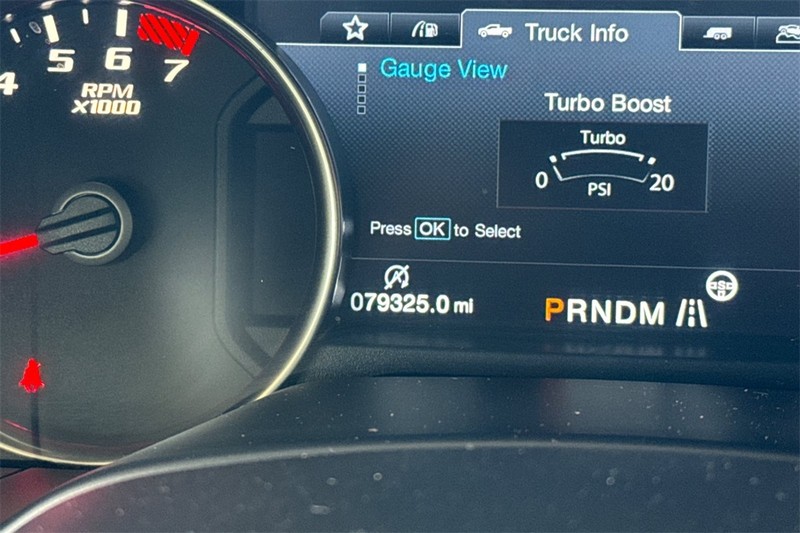 4 5 6 7
RPM
X1000
Truck Info
Gauge View
Turbo Boost
Turbo
0 PSI 20
Press OK to Select
A
079325.0 mi
PRNDM
S